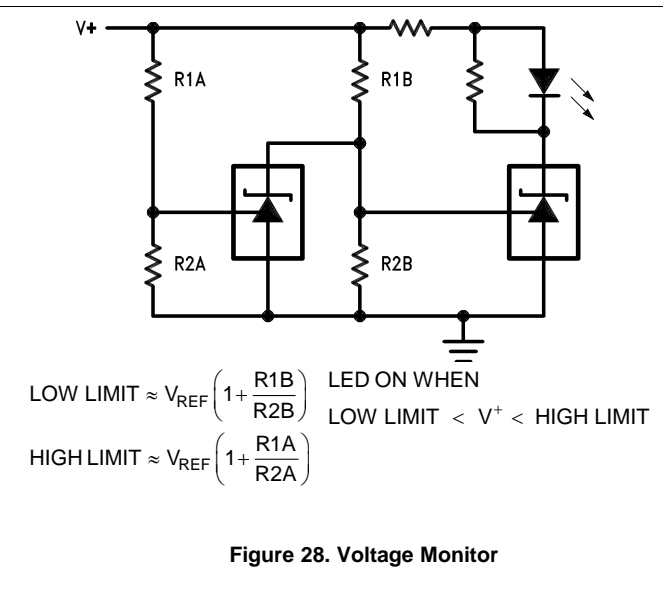 V+
R1A
R1B
R2A
R2B
LOW LIMIT ≈ V_REF (1+ R1B/R2B)
LED ON WHEN
LOW LIMIT < V⁺ < HIGH LIMIT
HIGH LIMIT ≈ V_REF (1+ R1A/R2A)
Figure 28. Voltage Monitor